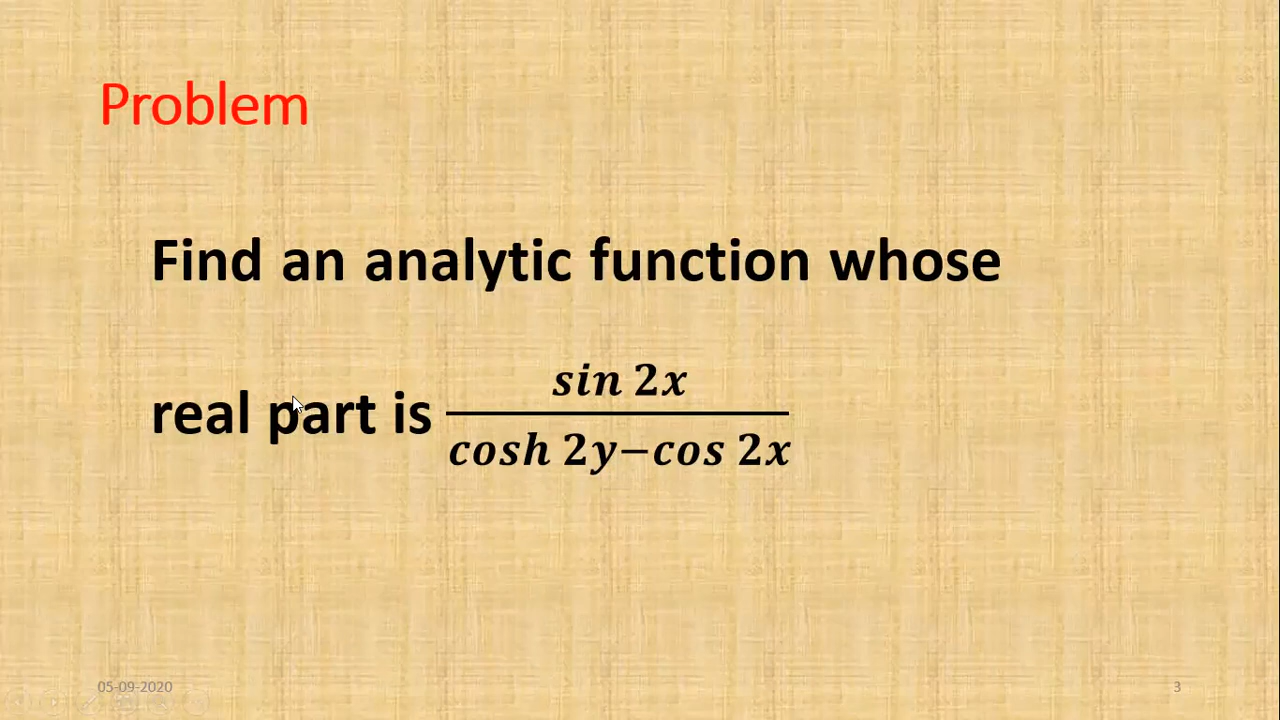 Problem
Find an analytic function whose
real part is \frac{sin 2x}{cosh 2y−cos 2x}
05-09-2020
3